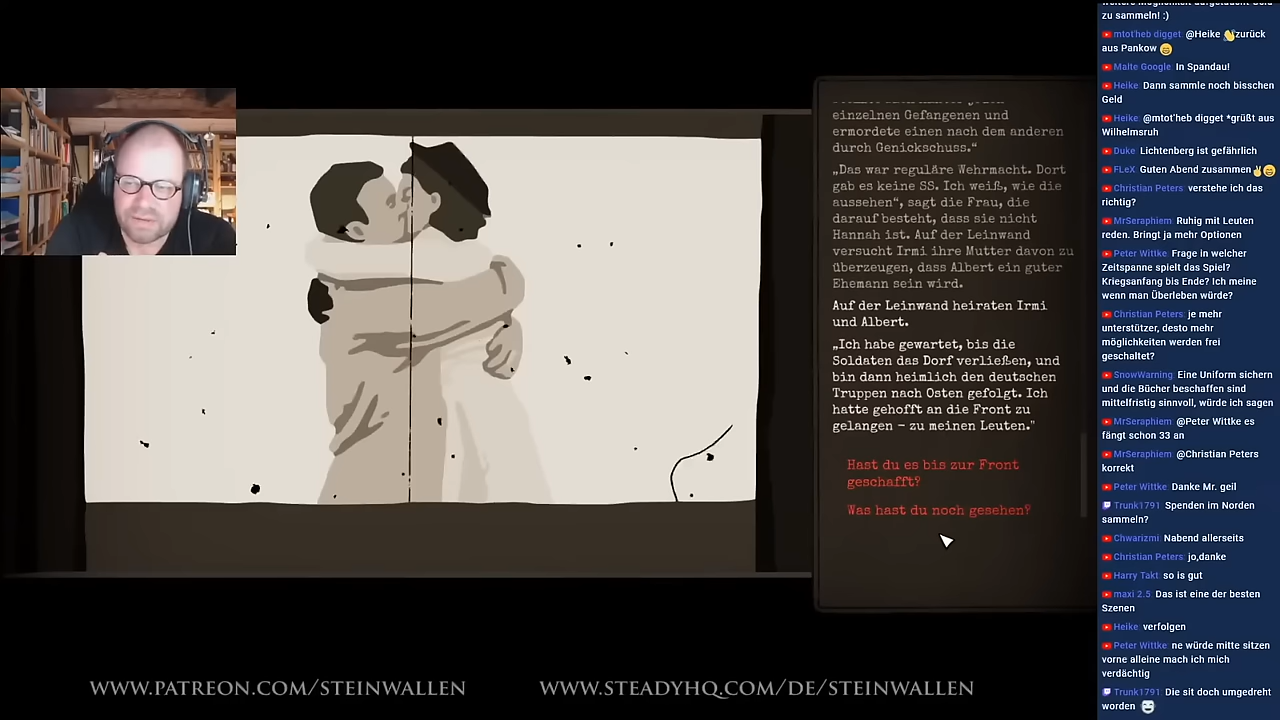 einzelnen Gefangenen und
ermordete einen nach dem anderen
durch Genickschuss.“
„Das war reguläre Wehrmacht. Dort
gab es keine SS. Ich weiß, wie die
aussehen“, sagt die Frau, die
darauf besteht, dass sie nicht
Hannah ist. Auf der Leinwand
versucht Irmi ihre Mutter davon zu
überzeugen, dass Albert ein guter
Ehemann sein wird.
Auf der Leinwand heiraten Irmi
und Albert.
„Ich habe gewartet, bis die
Soldaten das Dorf verließen, und
bin dann heimlich den deutschen
Truppen nach Osten gefolgt. Ich
hatte gehofft an die Front zu
gelangen – zu meinen Leuten."
Hast du es bis zur Front
geschafft?
Was hast du noch gesehen?
WWW.PATREON.COM/STEINWALLEN
WWW.STEADYHQ.COM/DE/STEINWALLEN
zu sammeln! :)
mtot'heb digget @Heike 👋zurück
aus Pankow 😄
Malte Google In Spandau!
Heike Dann sammle noch bisschen
Geld
Heike @mtot'heb digget *grüßt aus
Wilhelmsruh
Duke Lichtenberg ist gefährlich
FLeX Guten Abend zusammen✌😊
Christian Peters verstehe ich das
richtig?
MrSeraphiem Ruhig mit Leuten
reden. Bringt ja mehr Optionen
Peter Wittke Frage in welcher
Zeitspanne spielt das Spiel?
Kriegsanfang bis Ende? Ich meine
wenn man Überleben würde?
Christian Peters je mehr
unterstützer, desto mehr
möglichkeiten werden frei
geschaltet?
SnowWarning Eine Uniform sichern
und die Bücher beschaffen sind
mittelfristig sinnvoll, würde ich sagen
MrSeraphiem @Peter Wittke es
fängt schon 33 an
MrSeraphiem @Christian Peters
korrekt
Peter Wittke Danke Mr. geil
Trunk1791 Spenden im Norden
sammeln?
Chwarizmi Nabend allerseits
Christian Peters jo,danke
Harry Takt so is gut
maxi 2.5 Das ist eine der besten
Szenen
Heike verfolgen
Peter Wittke ne würde mitte sitzen
vorne alleine mach ich mich
verdächtig
Trunk1791 Die sit doch umgedreht
worden